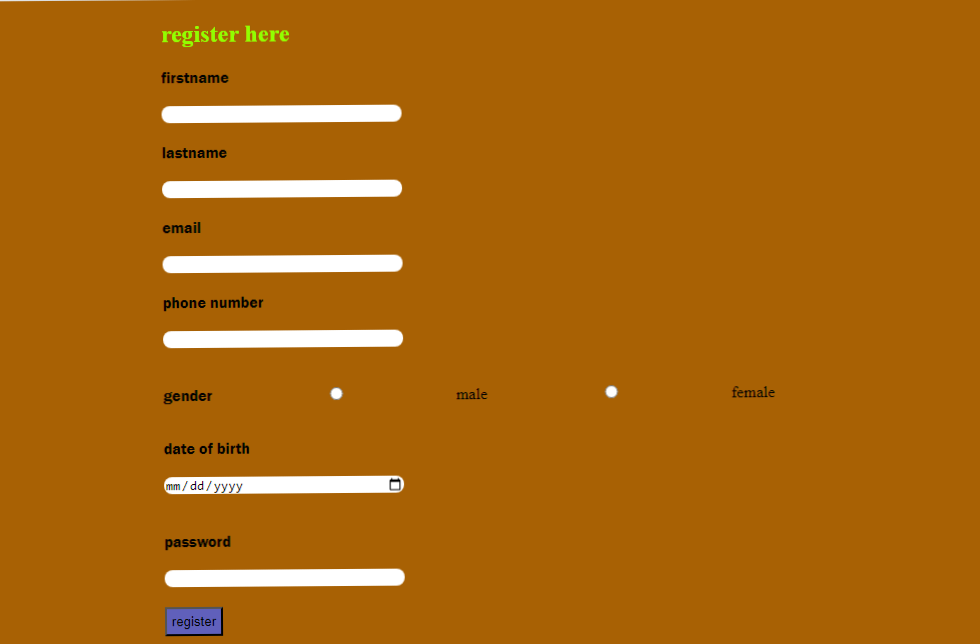 register here
firstname
lastname
email
phone number
gender male female
date of birth
mm/dd/yyyy
password
register